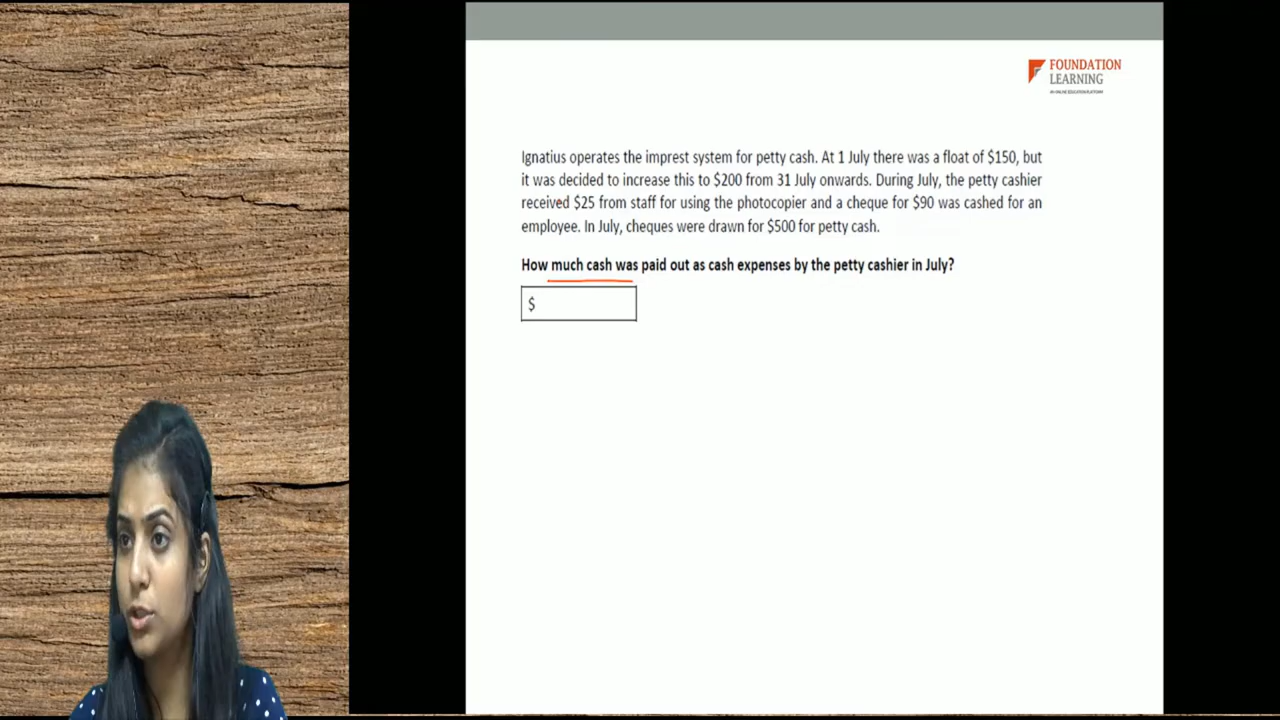 FOUNDATION
LEARNING
AN ONLINE EDUCATION PLATFORM
Ignatius operates the imprest system for petty cash. At 1 July there was a float of $150, but
it was decided to increase this to $200 from 31 July onwards. During July, the petty cashier
received $25 from staff for using the photocopier and a cheque for $90 was cashed for an
employee. In July, cheques were drawn for $500 for petty cash.
How much cash was paid out as cash expenses by the petty cashier in July?
$